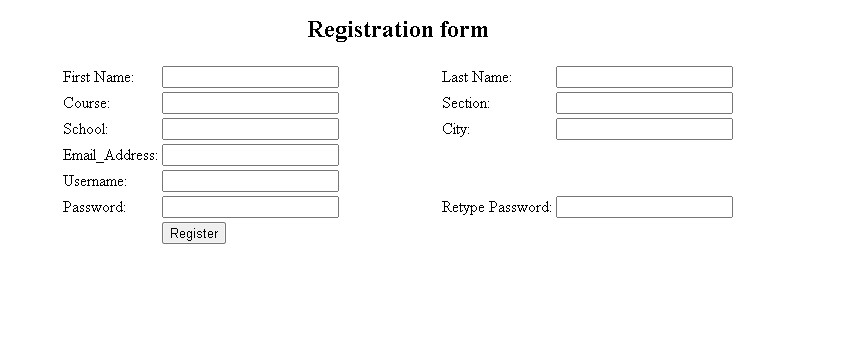 Registration form
First Name: Last Name:
Course: Section:
School: City:
Email_Address:
Username:
Password: Retype Password:
Register